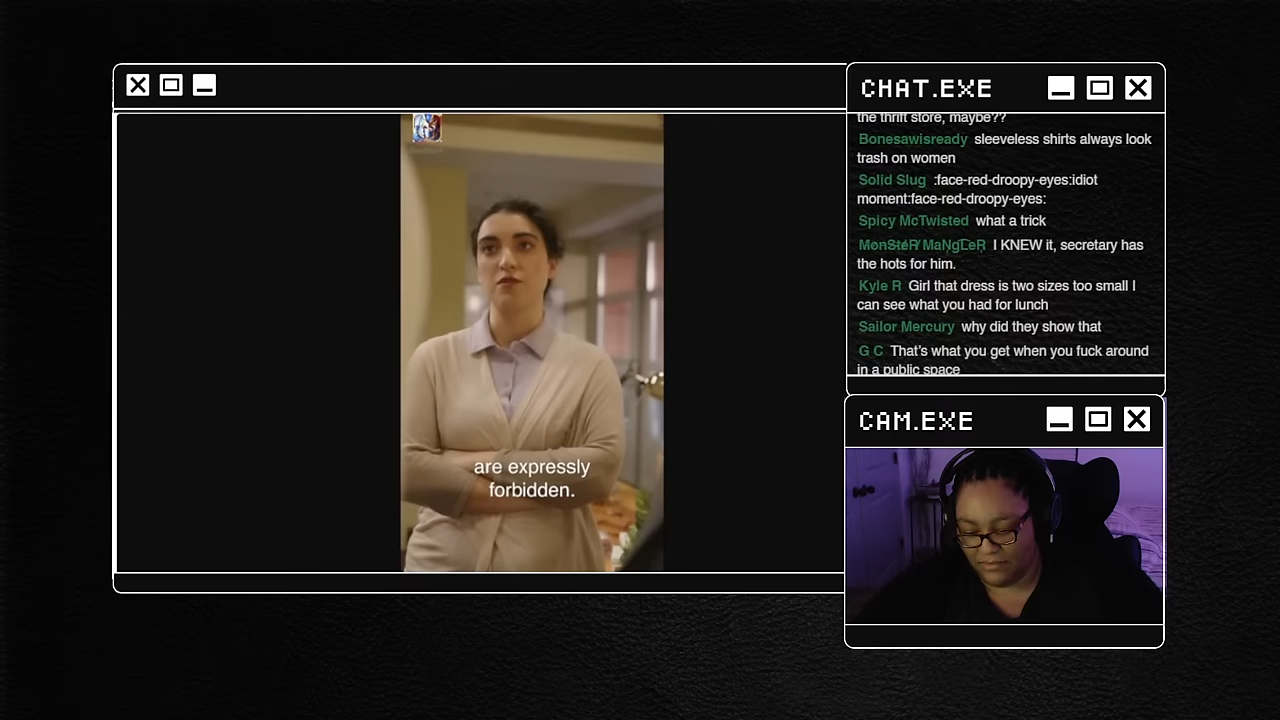 CHAT.EXE
the thrift store, maybe??
Bonesawisready sleeveless shirts always look
trash on women
Solid Slug :face-red-droopy-eyes:idiot
moment:face-red-droopy-eyes:
Spicy McTwisted what a trick
MonSteR MaNgLeR I KNEW it, secretary has
the hots for him.
Kyle R Girl that dress is two sizes too small I
can see what you had for lunch
Sailor Mercury why did they show that
G C That's what you get when you fuck around
in a public space
are expressly
forbidden.
CAM.EXE